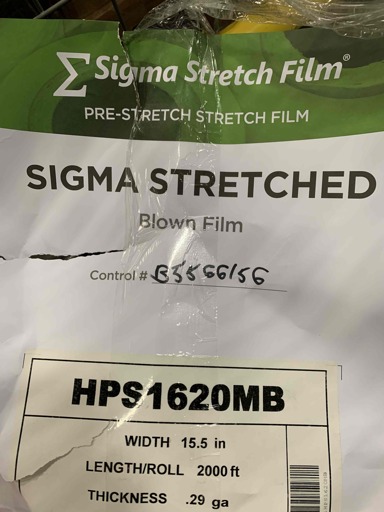 Σ Sigma Stretch Film®
PRE-STRETCH STRETCH FILM
SIGMA STRETCHED
Blown Film
Control #
HPS1620MB
WIDTH 15.5 in
LENGTH/ROLL 2000 ft
THICKNESS .29 ga